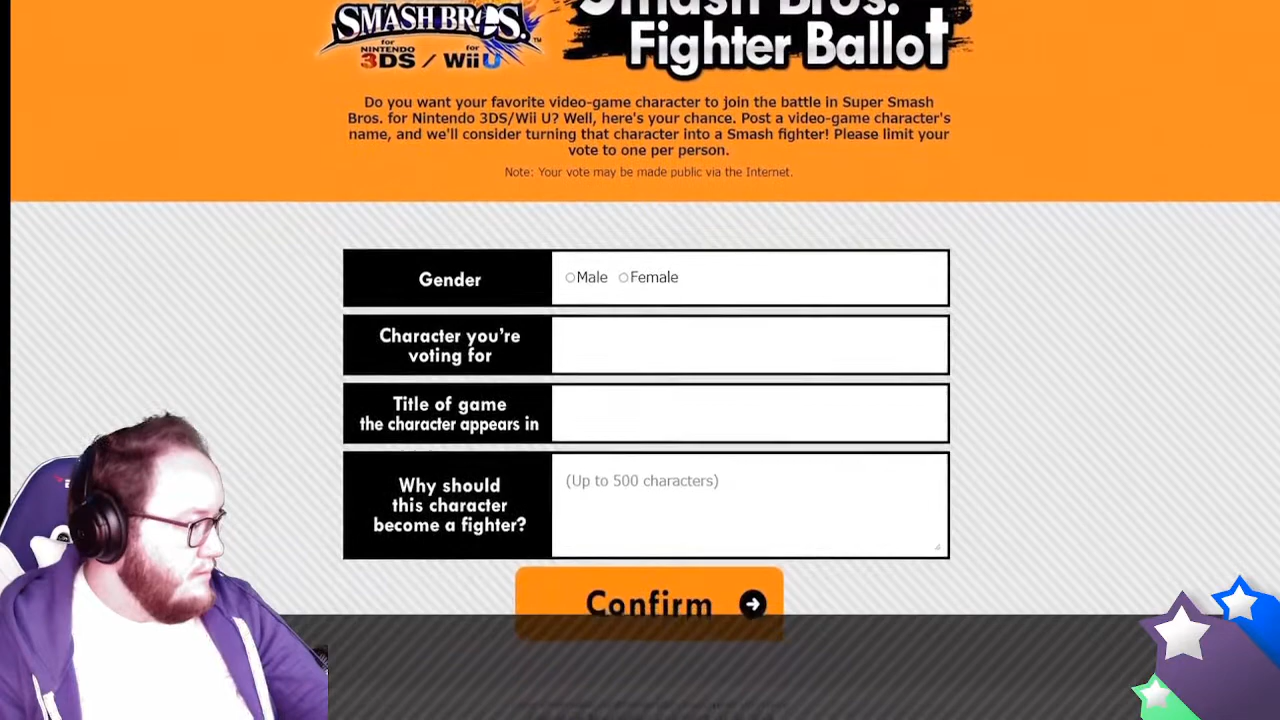 SMASH BROS.
for
NINTENDO
3DS / for
Wii U
Smash Bros.
Fighter Ballot
Do you want your favorite video-game character to join the battle in Super Smash
Bros. for Nintendo 3DS/Wii U? Well, here's your chance. Post a video-game character's
name, and we'll consider turning that character into a Smash fighter! Please limit your
vote to one per person.
Note: Your vote may be made public via the Internet.
Gender
Male Female
Character you're
voting for
Title of game
the character appears in
Why should
this character
become a fighter?
(Up to 500 characters)
Confirm